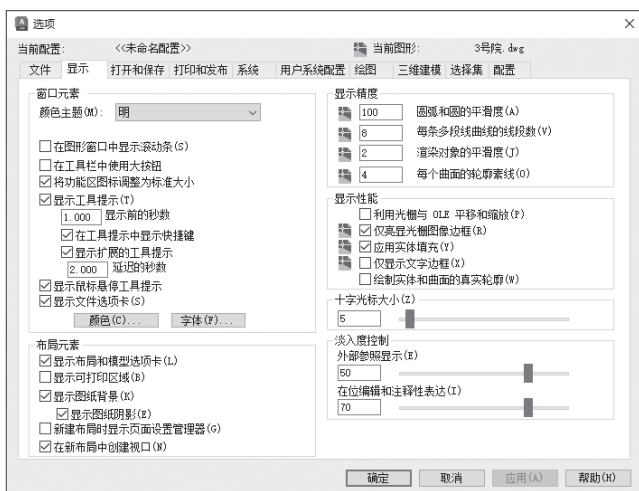 选项
当前配置: <<未命名配置>> 当前图形: 3号院.dwg
文件 显示 打开和保存 打印和发布 系统 用户系统配置 绘图 三维建模 选择集 配置
窗口元素
颜色主题(M): 明
在图形窗口中显示滚动条(S)
在工具栏中使用大按钮
将功能区图标调整为标准大小
显示工具提示(T)
1.000 显示前的秒数
在工具提示中显示快捷键
显示扩展的工具提示
2.000 延迟的秒数
显示鼠标悬停工具提示
显示文件选项卡(S)
颜色(C)... 字体(F)...
布局元素
显示布局和模型选项卡(L)
显示可打印区域(B)
显示图纸背景(K)
显示图纸阴影(E)
新建布局时显示页面设置管理器(G)
在新布局中创建视口(N)
显示精度
100 圆弧和圆的平滑度(A)
8 每条多段线曲线的线段数(V)
2 渲染对象的平滑度(J)
4 每个曲面的轮廓素线(O)
显示性能
利用光栅与 OLE 平移和缩放(P)
仅亮显光栅图像边框(R)
应用实体填充(Y)
仅显示文字边框(X)
绘制实体和曲面的真实轮廓(W)
十字光标大小(Z)
5
淡入度控制
外部参照显示(E)
50
在位编辑和注释性表达(I)
70
确定 取消 应用(A) 帮助(H)